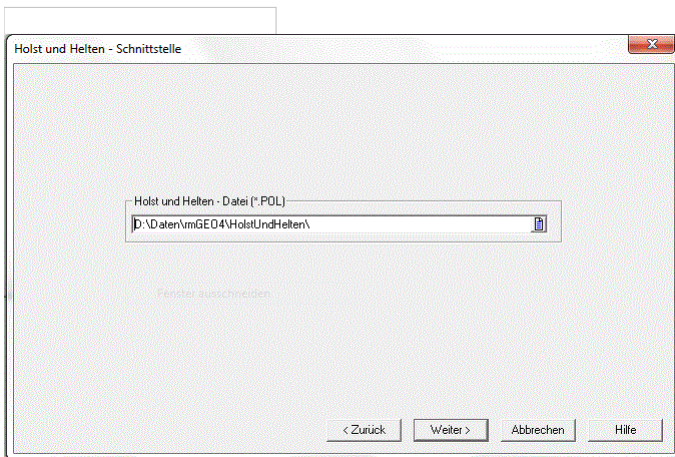 Holst und Helten - Schnittstelle
Holst und Helten - Datei (*.POL)
D:\Daten\rmGEO4\HolstUndHelten\
Fenster ausschneiden
< Zurück
Weiter >
Abbrechen
Hilfe